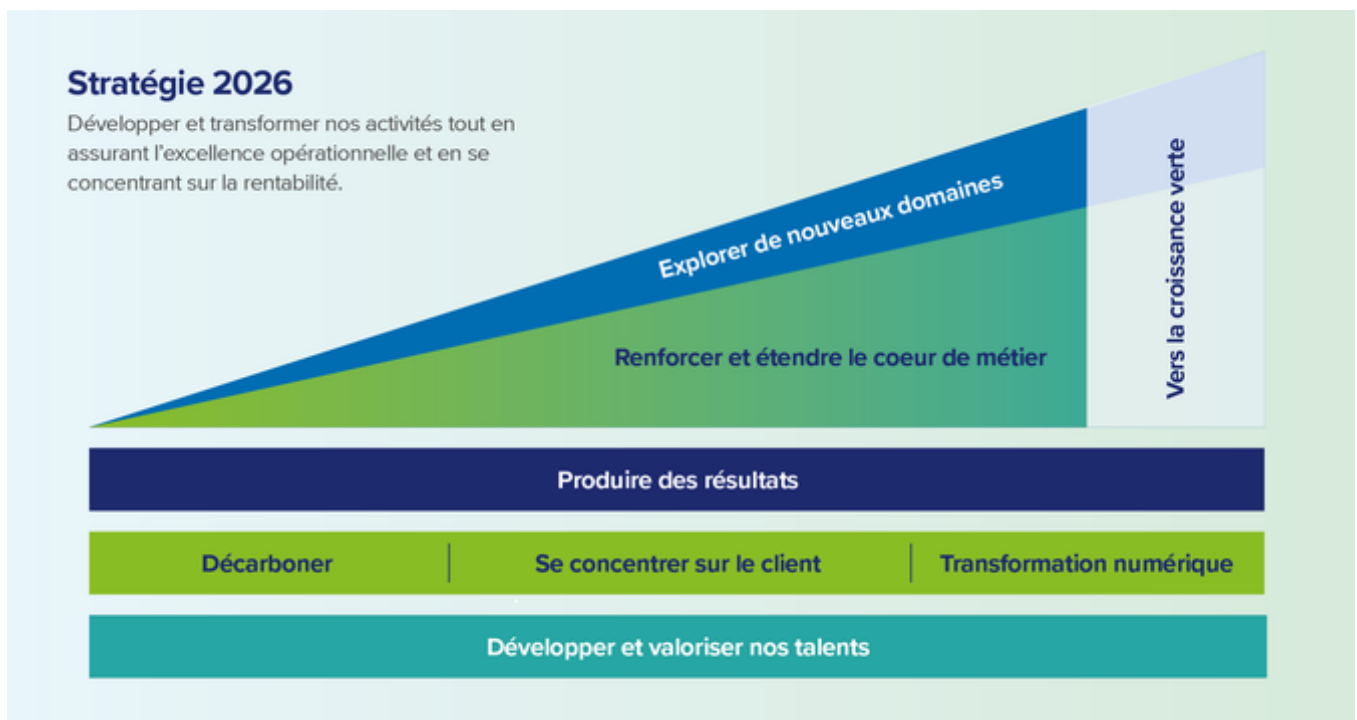 Stratégie 2026
Développer et transformer nos activités tout en
assurant l'excellence opérationnelle et en se
concentrant sur la rentabilité.
Explorer de nouveaux domaines
Renforcer et étendre le coeur de métier
Vers la croissance verte
Produire des résultats
Décarboner
Se concentrer sur le client
Transformation numérique
Développer et valoriser nos talents